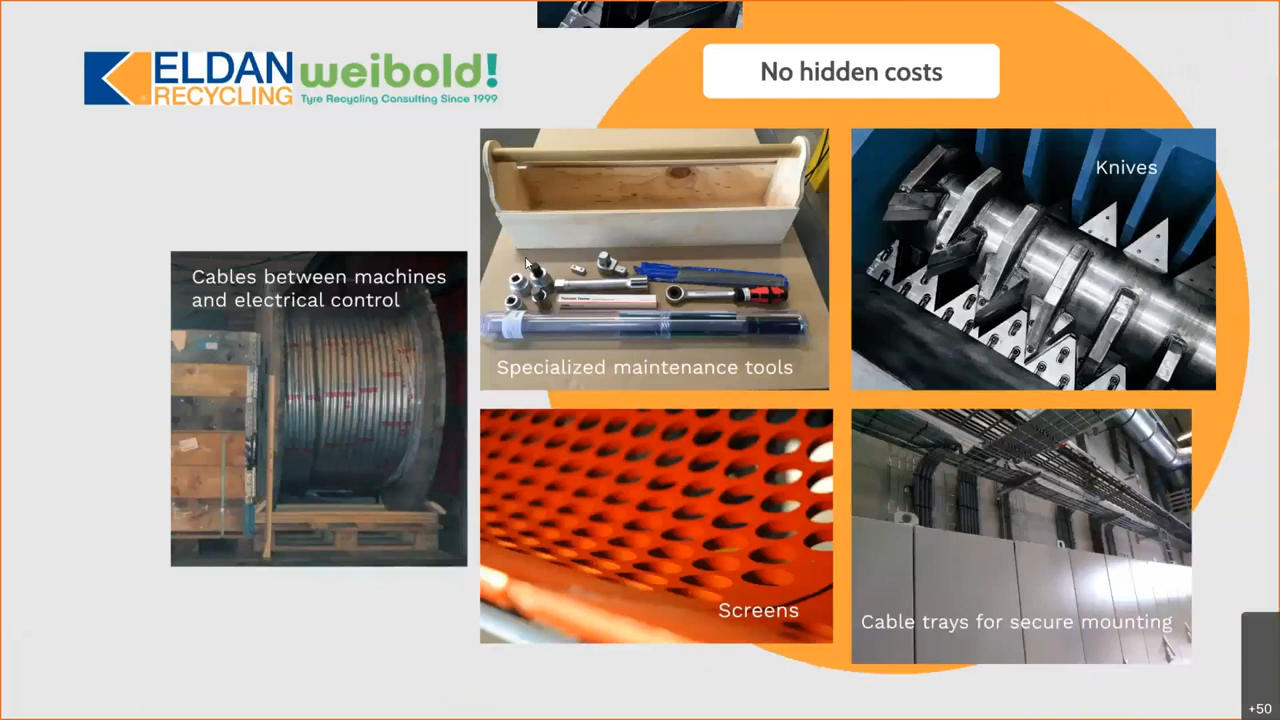 ELDAN
RECYCLING
weibold!
Tyre Recycling Consulting Since 1999
No hidden costs
Cables between machines
and electrical control
Specialized maintenance tools
Knives
Screens
Cable trays for secure mounting
+50